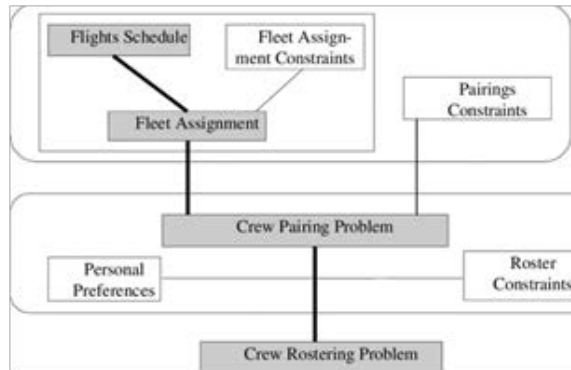 Flights Schedule
Fleet Assign-
ment Constraints
Fleet Assignment
Pairings
Constraints
Crew Pairing Problem
Personal
Preferences
Roster
Constraints
Crew Rostering Problem